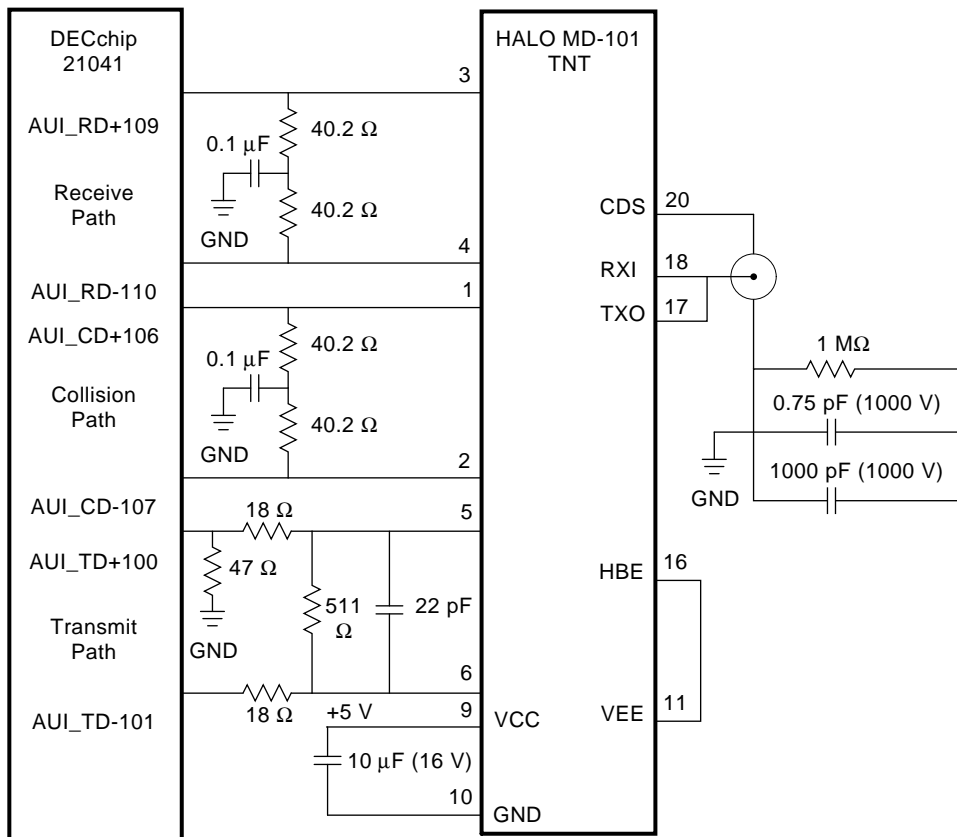 DECchip
21041
HALO MD-101
TNT
3
AUI_RD+109
40.2 Ω
0.1 μF
Receive
Path
40.2 Ω
GND
4
CDS
20
RXI
18
TXO
17
AUI_RD-110
1
AUI_CD+106
40.2 Ω
0.1 μF
Collision
Path
40.2 Ω
GND
2
1 MΩ
0.75 pF (1000 V)
1000 pF (1000 V)
GND
AUI_CD-107
18 Ω
5
AUI_TD+100
47 Ω
511
Ω
22 pF
HBE
16
Transmit
Path
GND
6
18 Ω
AUI_TD-101
+5 V
9
VCC
VEE
11
10 μF (16 V)
10
GND